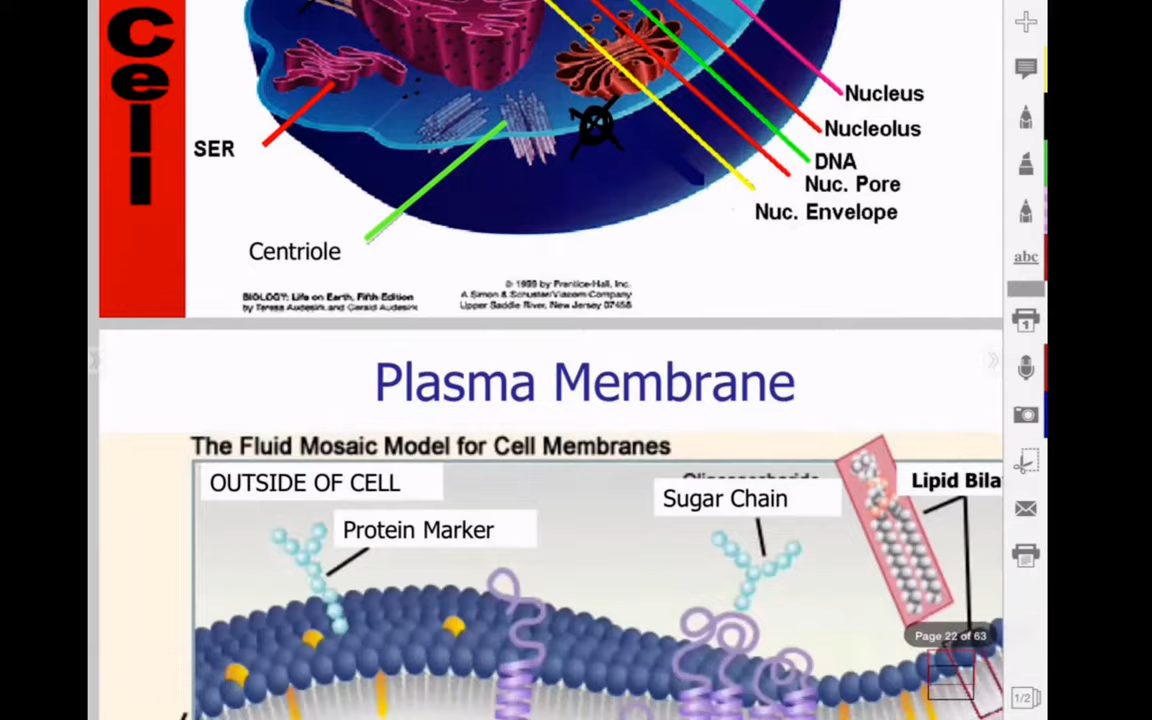 Cell
Nucleus
Nucleolus
SER
DNA
Nuc. Pore
Nuc. Envelope
Centriole
© 1999 by Prentice-Hall, Inc.
A Simon & Schuster/Viacom Company
Upper Saddle River, New Jersey 07458
BIOLOGY: Life on Earth, Fifth Edition
by Teresa Audesirk and Gerald Audesirk
abc
1
Plasma Membrane
The Fluid Mosaic Model for Cell Membranes
OUTSIDE OF CELL
Sugar Chain
Lipid Bila
Protein Marker
Page 22 of 63
1/2